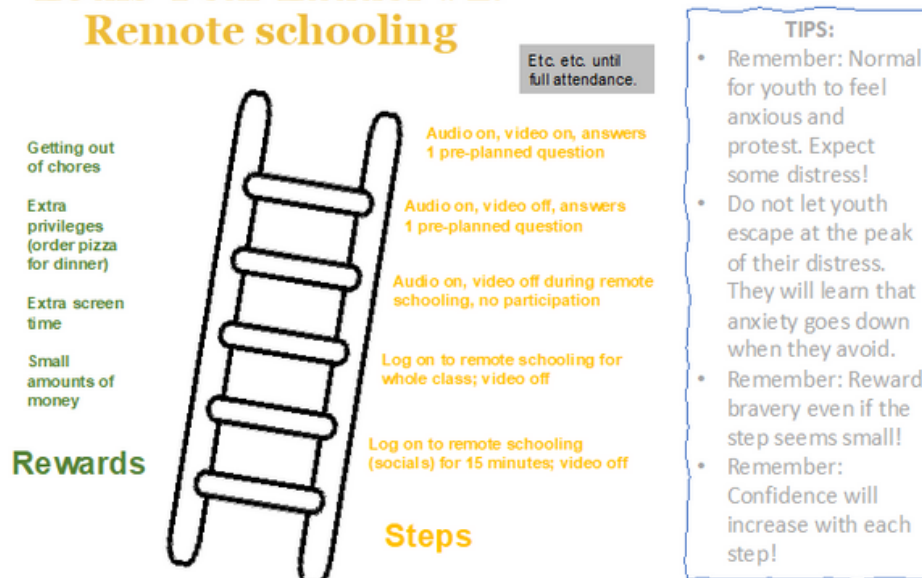 Remote schooling
Etc. etc. until
full attendance.
Getting out
of chores
Extra
privileges
(order pizza
for dinner)
Extra screen
time
Small
amounts of
money
Rewards
Audio on, video on, answers
1 pre-planned question
Audio on, video off, answers
1 pre-planned question
Audio on, video off during remote
schooling, no participation
Log on to remote schooling for
whole class; video off
Log on to remote schooling
(socials) for 15 minutes; video off
Steps
TIPS:
• Remember: Normal
for youth to feel
anxious and
protest. Expect
some distress!
• Do not let youth
escape at the peak
of their distress.
They will learn that
anxiety goes down
when they avoid.
• Remember: Reward
bravery even if the
step seems small!
• Remember:
Confidence will
increase with each
step!